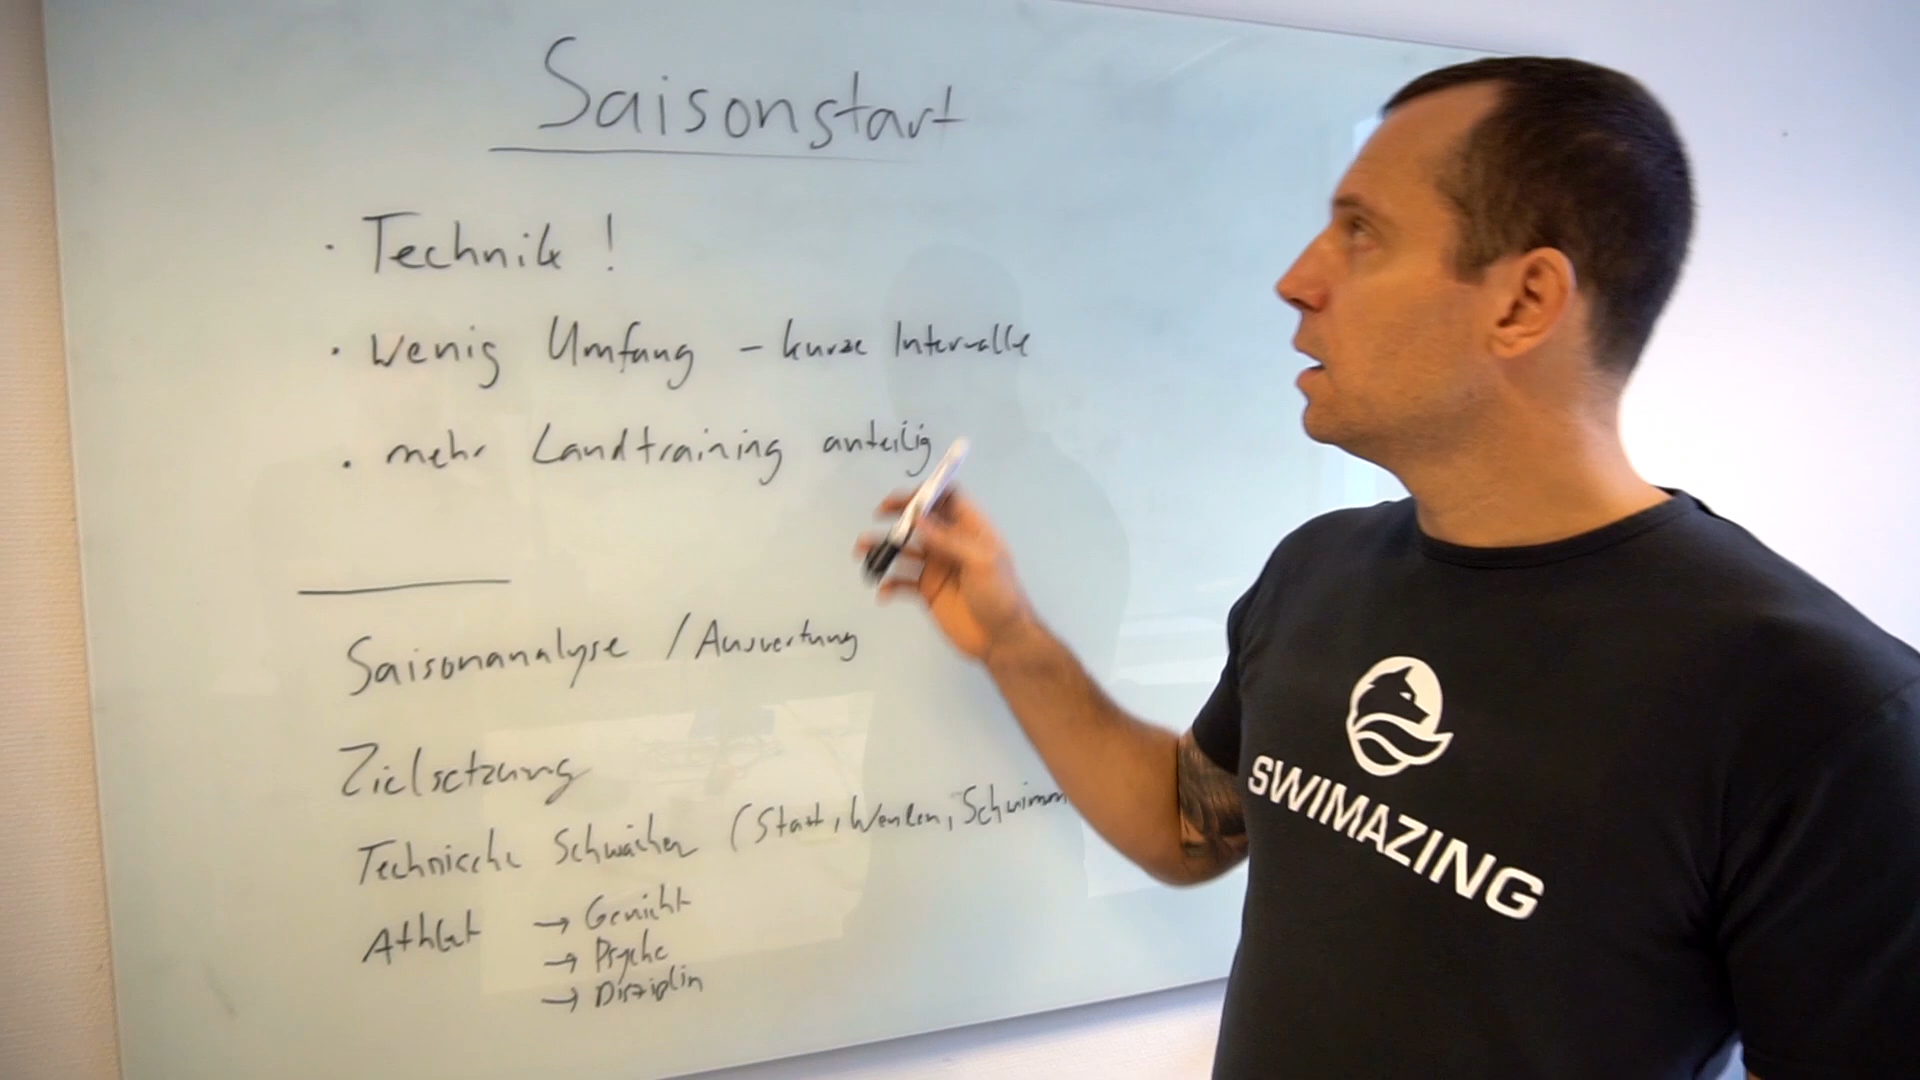 Saisonstart
· Technik !
· Wenig Umfang – kurze Intervalle
· mehr Landtraining anteilig
Saisonanalyse / Auswertung
Zielsetzung
Technische Schwächen (Start, Wenden, Schwimm
Athlet → Gewicht
→ Psyche
→ Disziplin
SWIMAZING